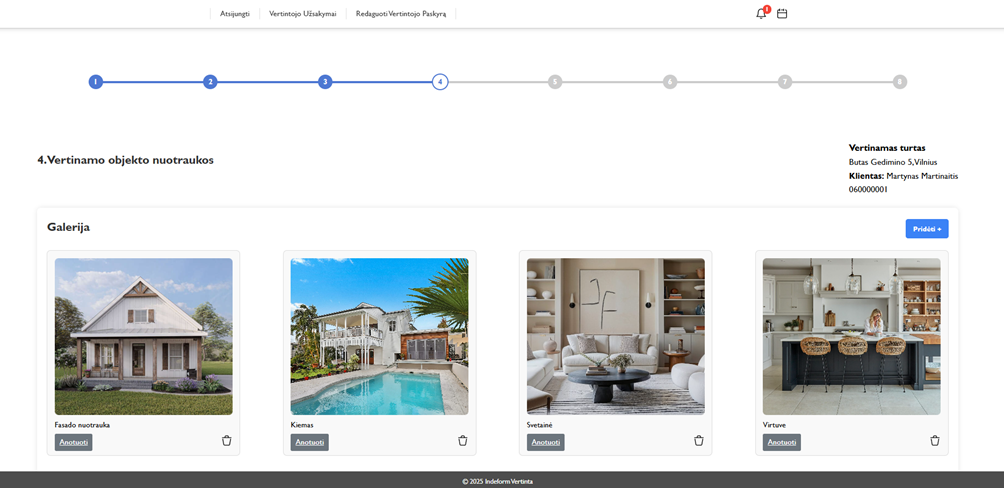 Atsijungti Vertintojo Užsakymai Redaguoti Vertintojo Paskyrą
1 2 3 4 5 6 7 8
4.Vertinamo objekto nuotraukos
Vertinamas turtas
Butas Gedimino 5,Vilnius
Klientas: Martynas Martinaitis
060000001
Galerija
Pridėti +
Fasado nuotrauka
Anotuoti
Kiemas
Anotuoti
Svetainė
Anotuoti
Virtuve
Anotuoti
© 2025 Indeform Vertinta